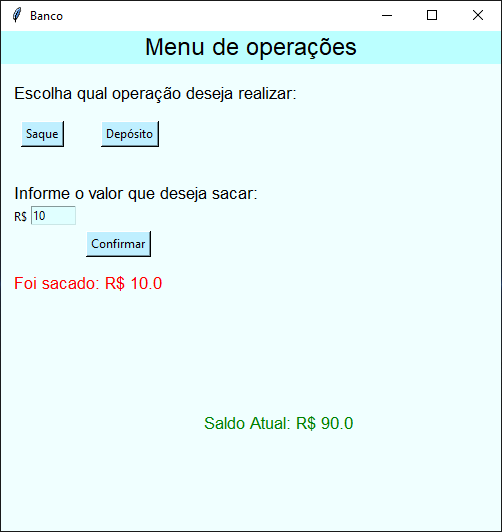 Banco
Menu de operações
Escolha qual operação deseja realizar:
Saque Depósito
Informe o valor que deseja sacar:
R$ 10
Confirmar
Foi sacado: R$ 10.0
Saldo Atual: R$ 90.0